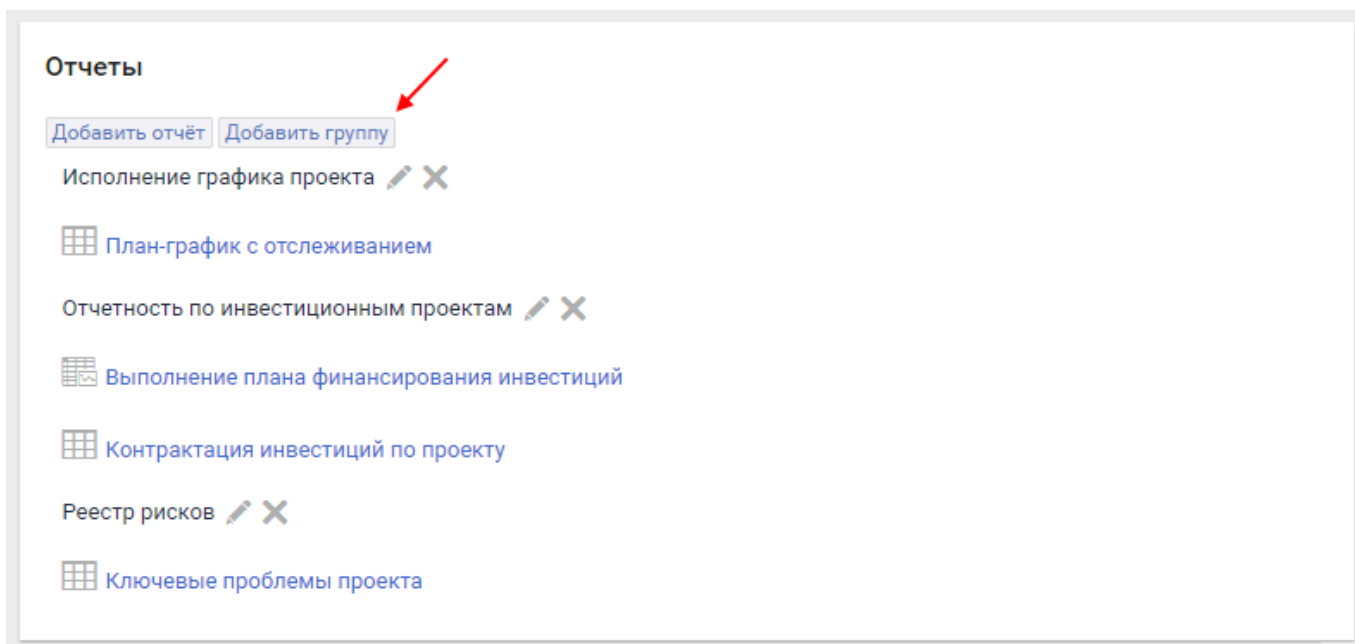 Отчеты
Добавить отчёт Добавить группу
Исполнение графика проекта
План-график с отслеживанием
Отчетность по инвестиционным проектам
Выполнение плана финансирования инвестиций
Контрактация инвестиций по проекту
Реестр рисков
Ключевые проблемы проекта